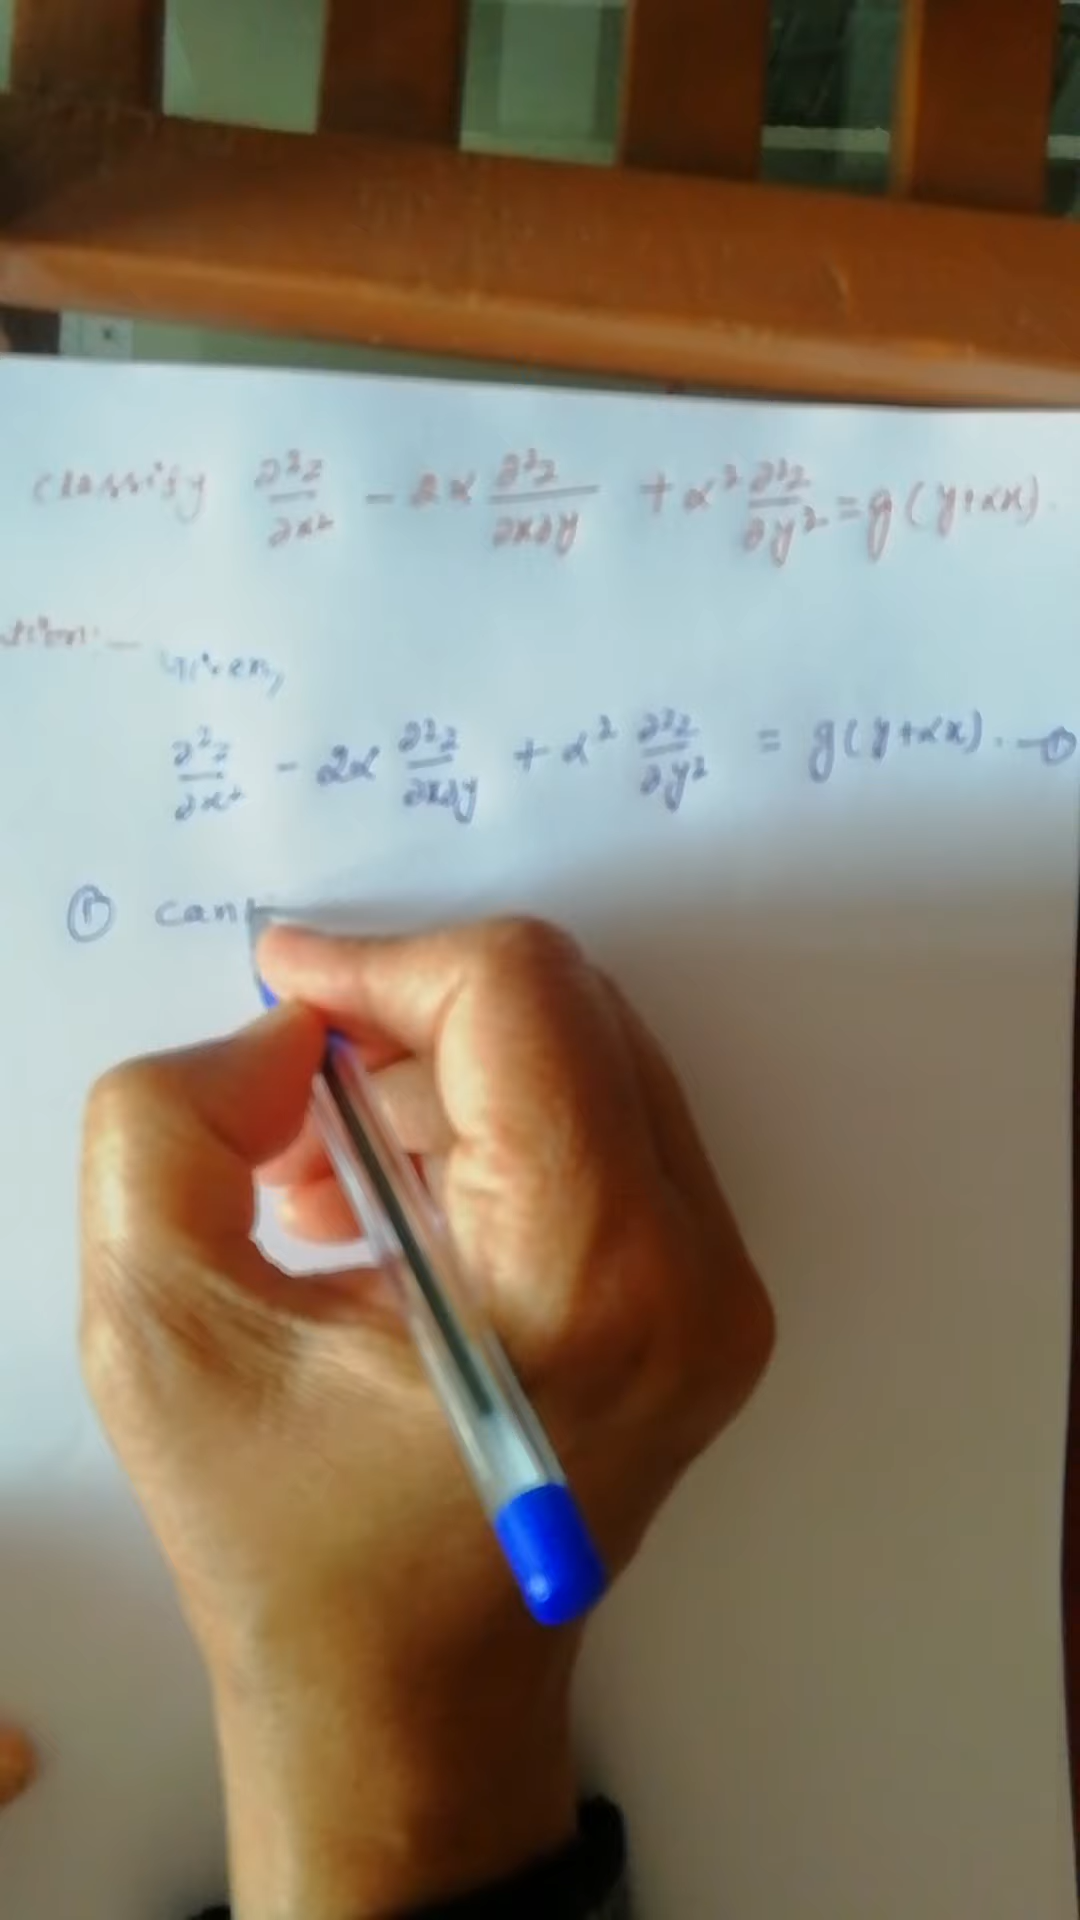 classify ∂²z/∂x² - 2α ∂²z/∂x∂y + α² ∂²z/∂y² = g(y+αx).
Given,
∂²z/∂x² - 2α ∂²z/∂x∂y + α² ∂²z/∂y² = g(y+αx). —①
① can